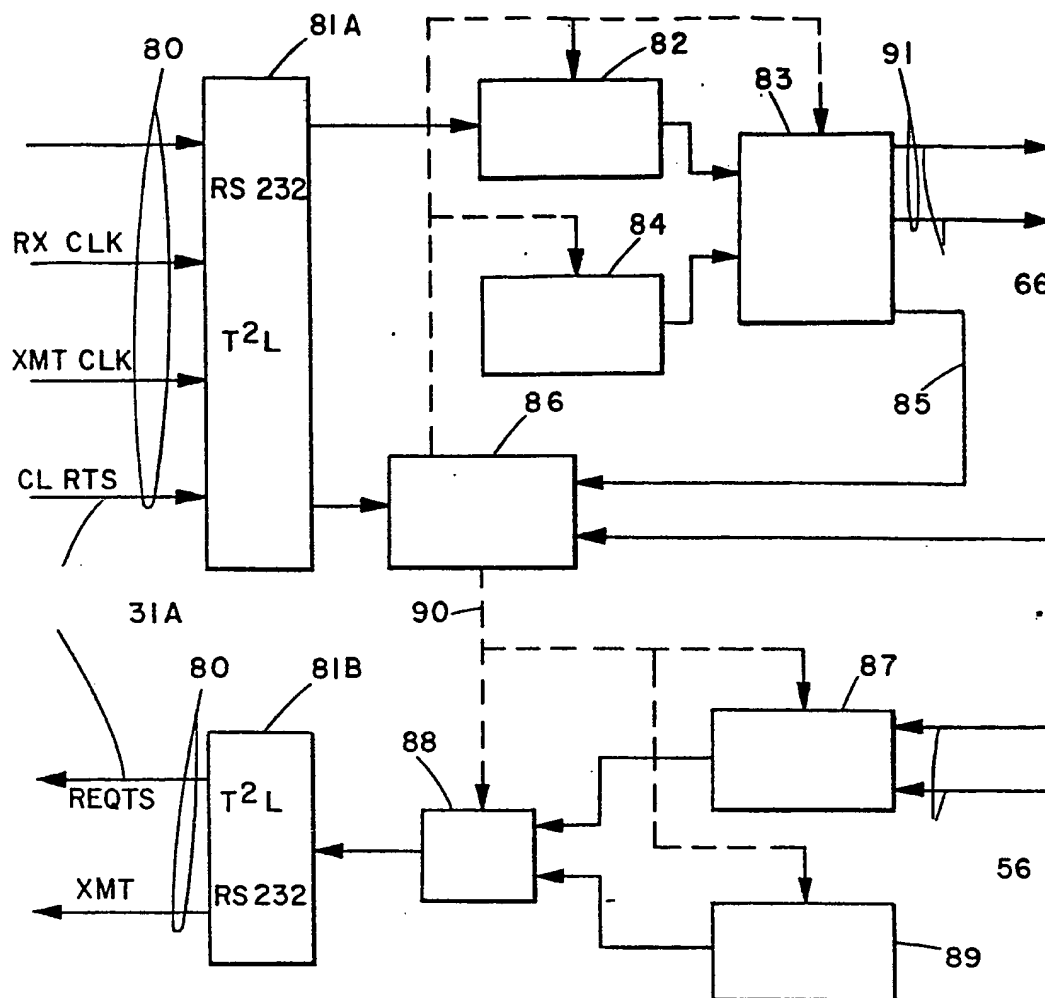 81A
80
82
91
83
RS 232
84
RX CLK
66
T2L
XMT CLK
85
86
CL RTS
90
31A
80
81B
87
88
T2L
REQTS
56
XMT
RS 232
89